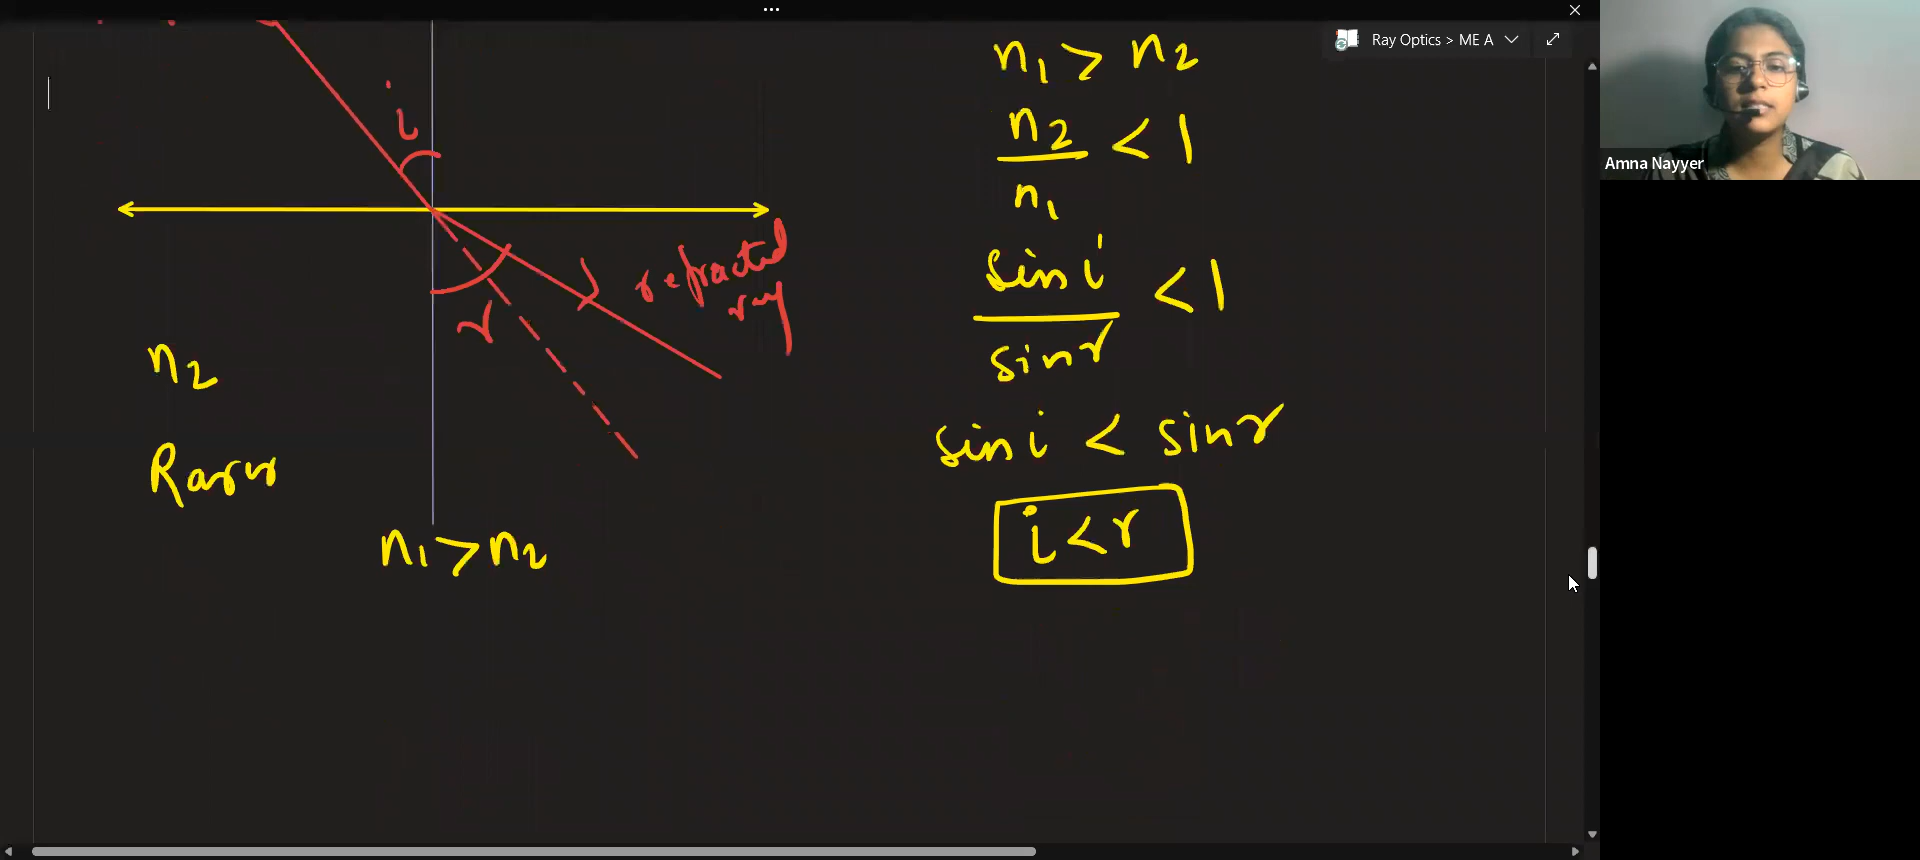 Ray Optics > ME A
Amna Nayyer
i
r
refracted
ray
n₂
Rarer
n₁ > n₂
n₁ > n₂
n₂
n₁
< 1
sin i
sin r
< 1
sin i < sin r
i < r